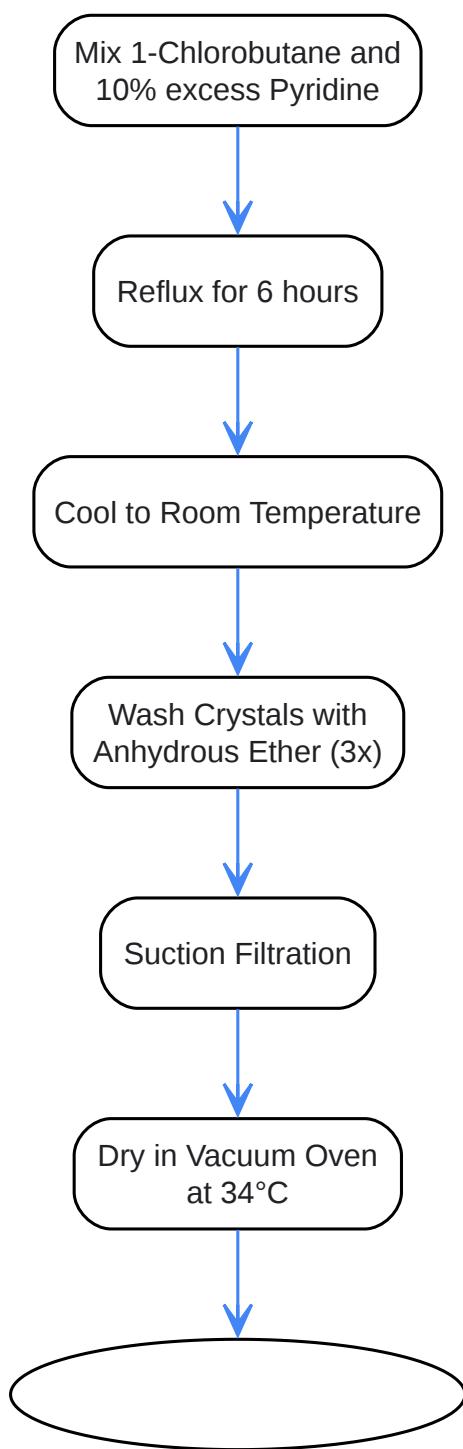 Mix 1-Chlorobutane and
10% excess Pyridine
Reflux for 6 hours
Cool to Room Temperature
Wash Crystals with
Anhydrous Ether (3x)
Suction Filtration
Dry in Vacuum Oven
at 34°C